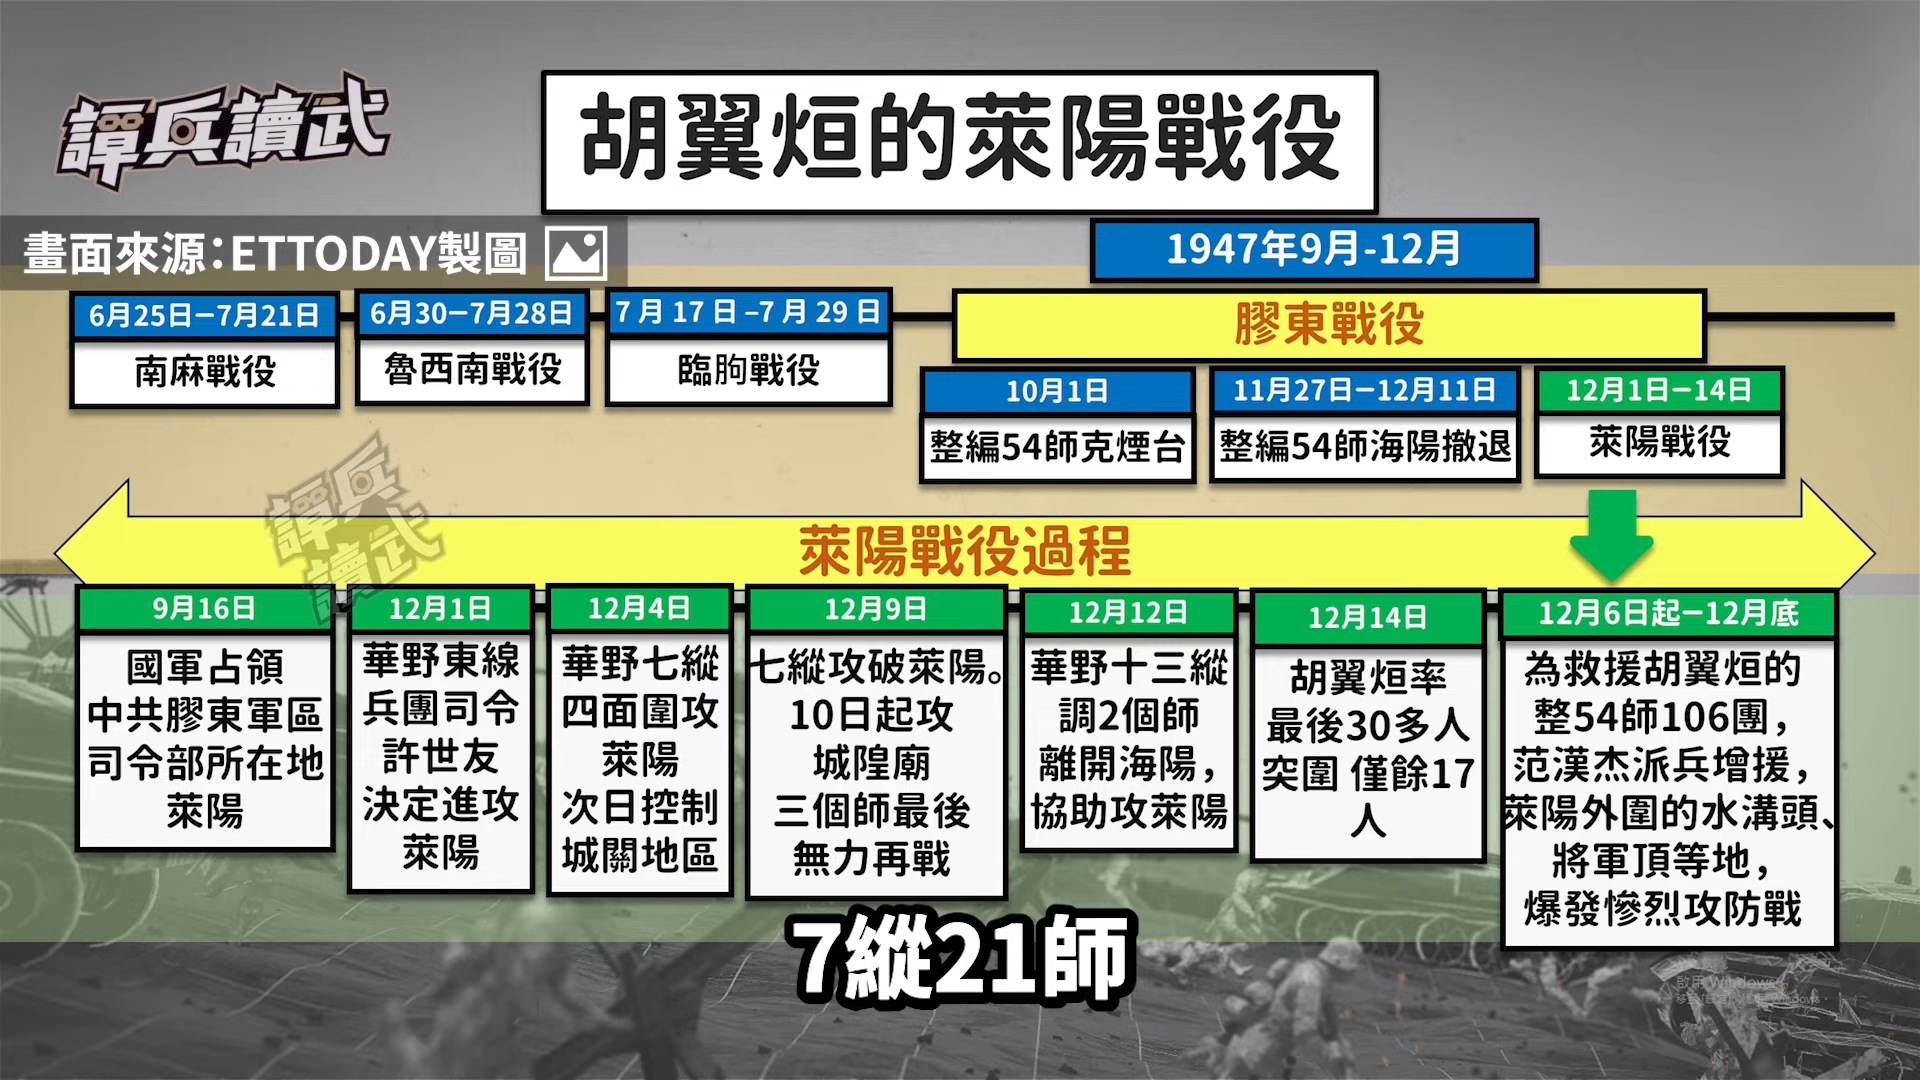 譚兵讀武
胡翼烜的萊陽戰役
畫面來源：ETTODAY製圖
1947年9月-12月
6月25日－7月21日
南麻戰役
6月30－7月28日
魯西南戰役
7月17日–7月29日
臨朐戰役
膠東戰役
10月1日
整編54師克煙台
11月27日－12月11日
整編54師海陽撤退
12月1日－14日
萊陽戰役
譚兵
讀武
萊陽戰役過程
9月16日
國軍占領
中共膠東軍區
司令部所在地
萊陽
12月1日
華野東線
兵團司令
許世友
決定進攻
萊陽
12月4日
華野七縱
四面圍攻
萊陽
次日控制
城關地區
12月9日
七縱攻破萊陽。
10日起攻
城隍廟
三個師最後
無力再戰
12月12日
華野十三縱
調2個師
離開海陽，
協助攻萊陽
12月14日
胡翼烜率
最後30多人
突圍 僅餘17
人
12月6日起－12月底
為救援胡翼烜的
整54師106團，
范漢杰派兵增援，
萊陽外圍的水溝頭、
將軍頂等地，
爆發慘烈攻防戰
7縱21師
啟用 Windows